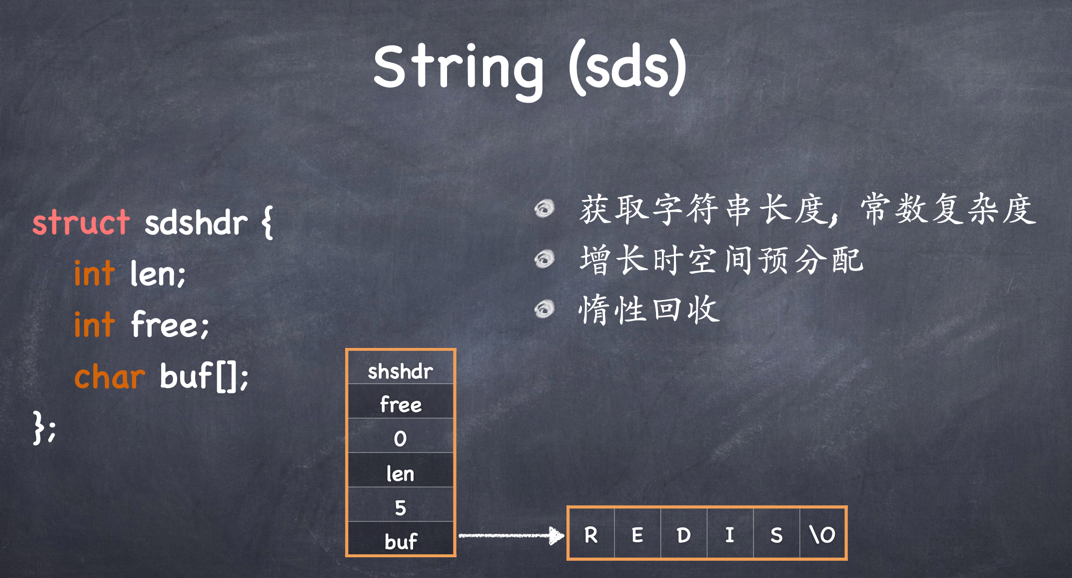 String (sds)
struct sdshdr {
int len;
int free;
char buf[];
};
获取字符串长度, 常数复杂度
增长时空间预分配
惰性回收
shshdr
free
0
len
5
buf
R E D I S \0